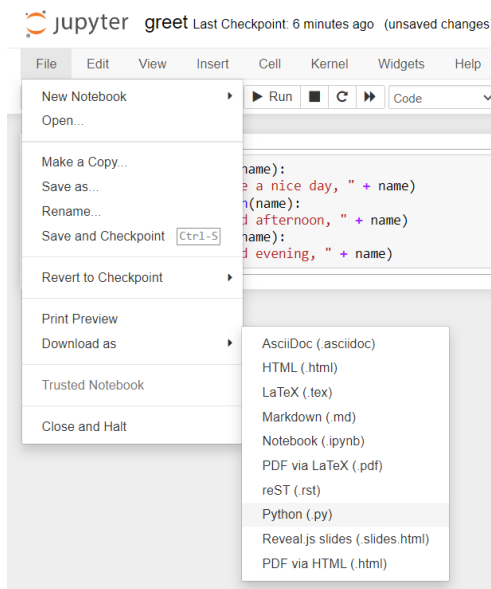 jupyter greet Last Checkpoint: 6 minutes ago (unsaved changes
File Edit View Insert Cell Kernel Widgets Help
New Notebook
Run Code
Open...
Make a Copy...
name):
Save as...
e a nice day, " + name)
Rename...
n(name):
d afternoon, " + name)
Save and Checkpoint Ctrl-S
name):
d evening, " + name)
Revert to Checkpoint
Print Preview
Download as
Trusted Notebook
Close and Halt
AsciiDoc (.asciidoc)
HTML (.html)
LaTeX (.tex)
Markdown (.md)
Notebook (.ipynb)
PDF via LaTeX (.pdf)
reST (.rst)
Python (.py)
Reveal.js slides (.slides.html)
PDF via HTML (.html)